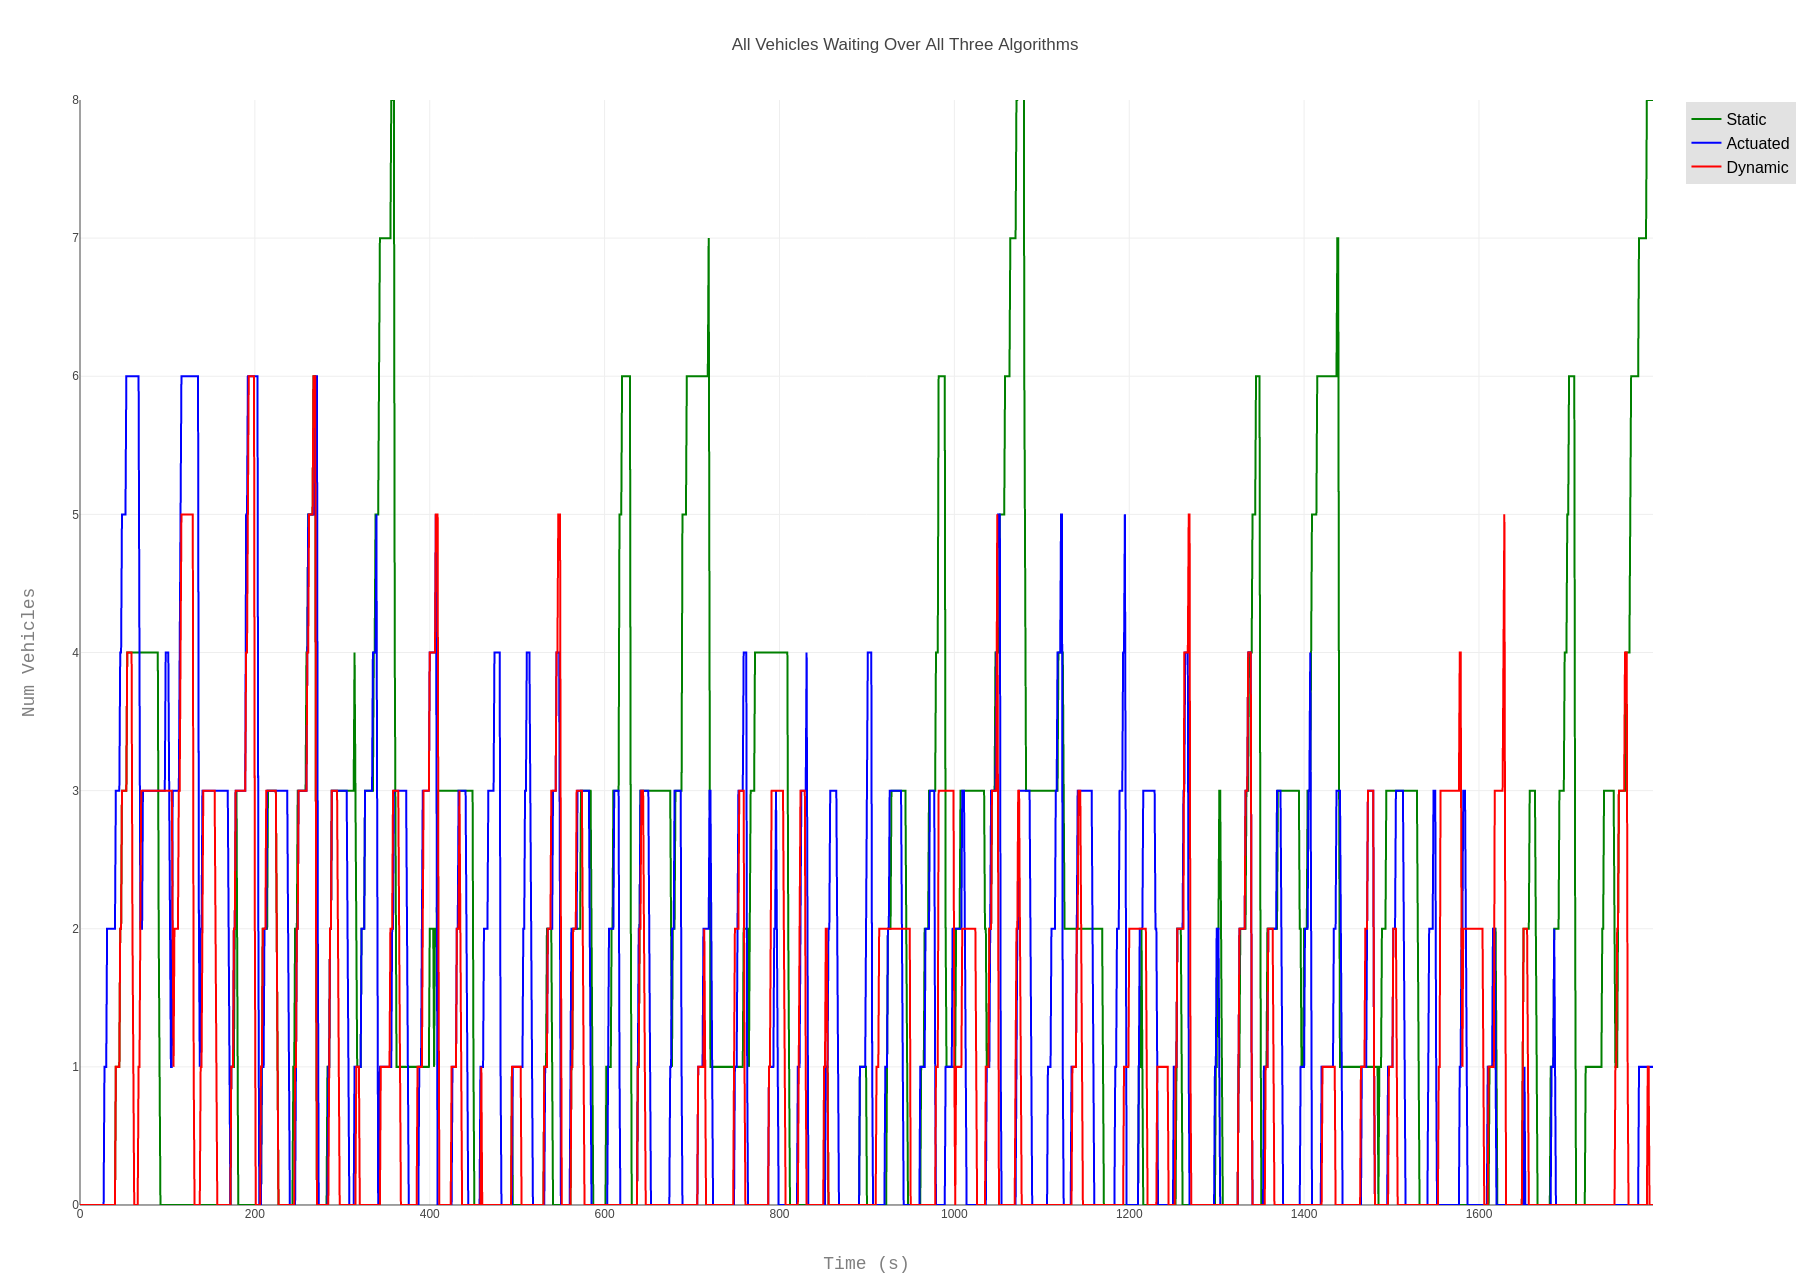 All Vehicles Waiting Over All Three Algorithms
8
7
6
5
4
3
2
1
0
Num Vehicles
0 200 400 600 800 1000 1200 1400 1600
Time (s)
Static
Actuated
Dynamic